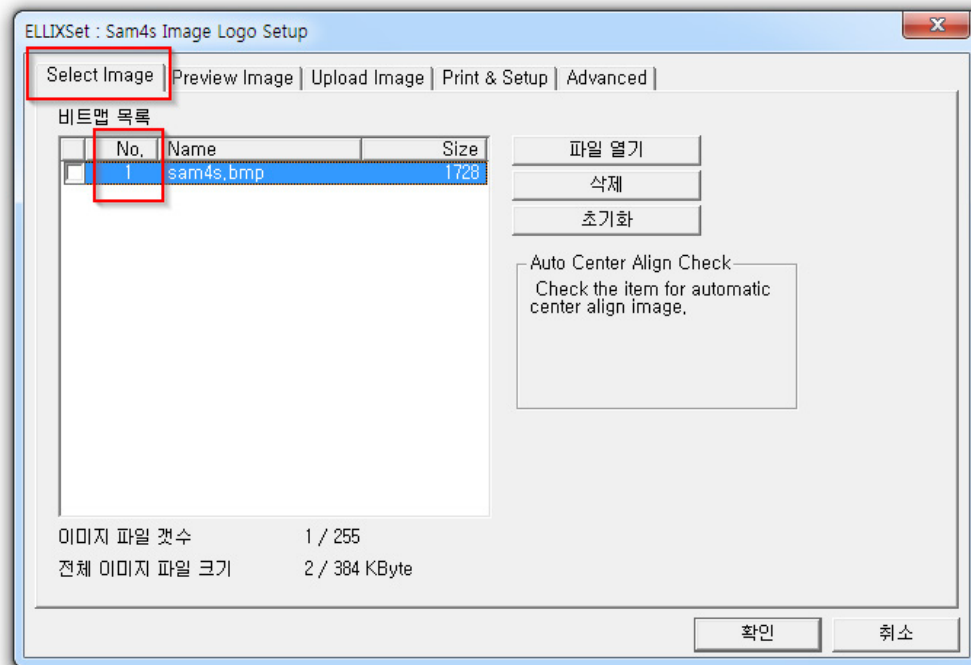 ELLIXSet : Sam4s Image Logo Setup
Select Image Preview Image Upload Image Print & Setup Advanced
비트맵 목록
No. Name Size
1 sam4s.bmp 1728
파일 열기
삭제
초기화
Auto Center Align Check
Check the item for automatic
center align image.
이미지 파일 갯수 1 / 255
전체 이미지 파일 크기 2 / 384 KByte
확인 취소